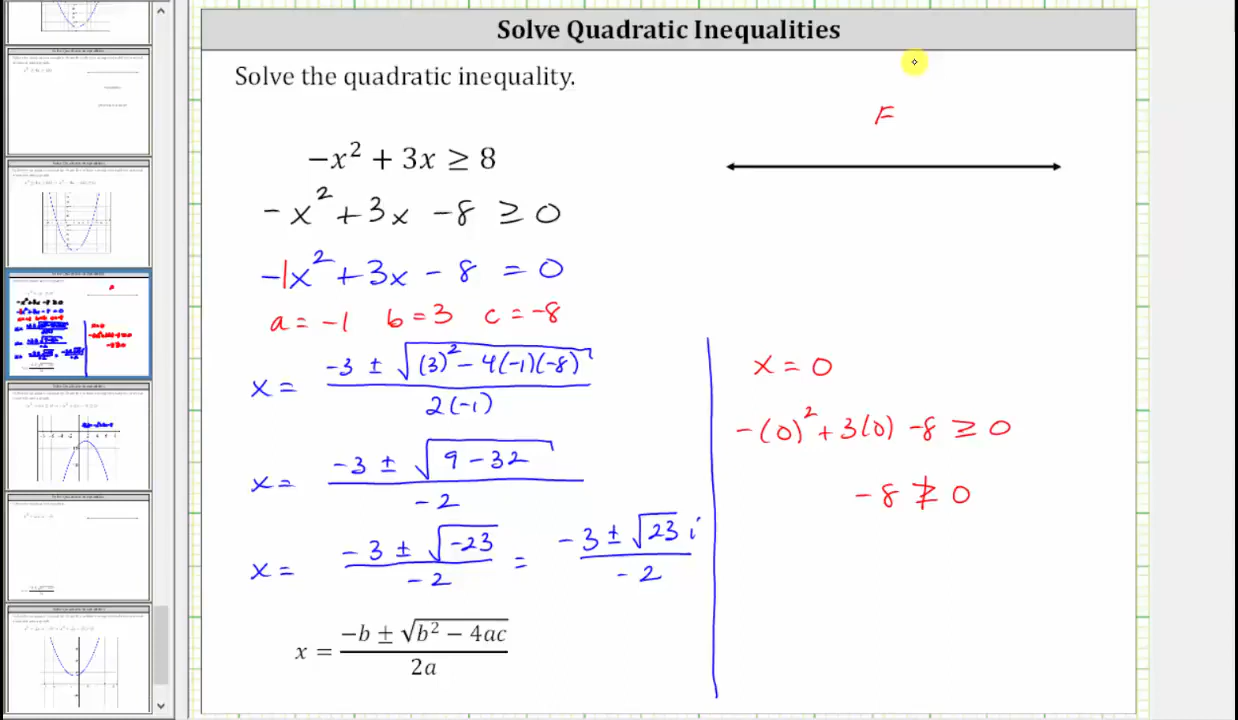 Solve Quadratic Inequalities
Solve the quadratic inequality.
F
−x² + 3x ≥ 8
-x² + 3x - 8 ≥ 0
-1x² + 3x - 8 = 0
a = -1 b = 3 c = -8
x = (-3 ± √((3)² - 4(-1)(-8))) / 2(-1)
x = (-3 ± √(9 - 32)) / -2
x = (-3 ± √(-23)) / -2 = (-3 ± √23 i) / -2
x = (−b ± √(b² − 4ac)) / 2a
x = 0
-(0)² + 3(0) - 8 ≥ 0
-8 ≱ 0